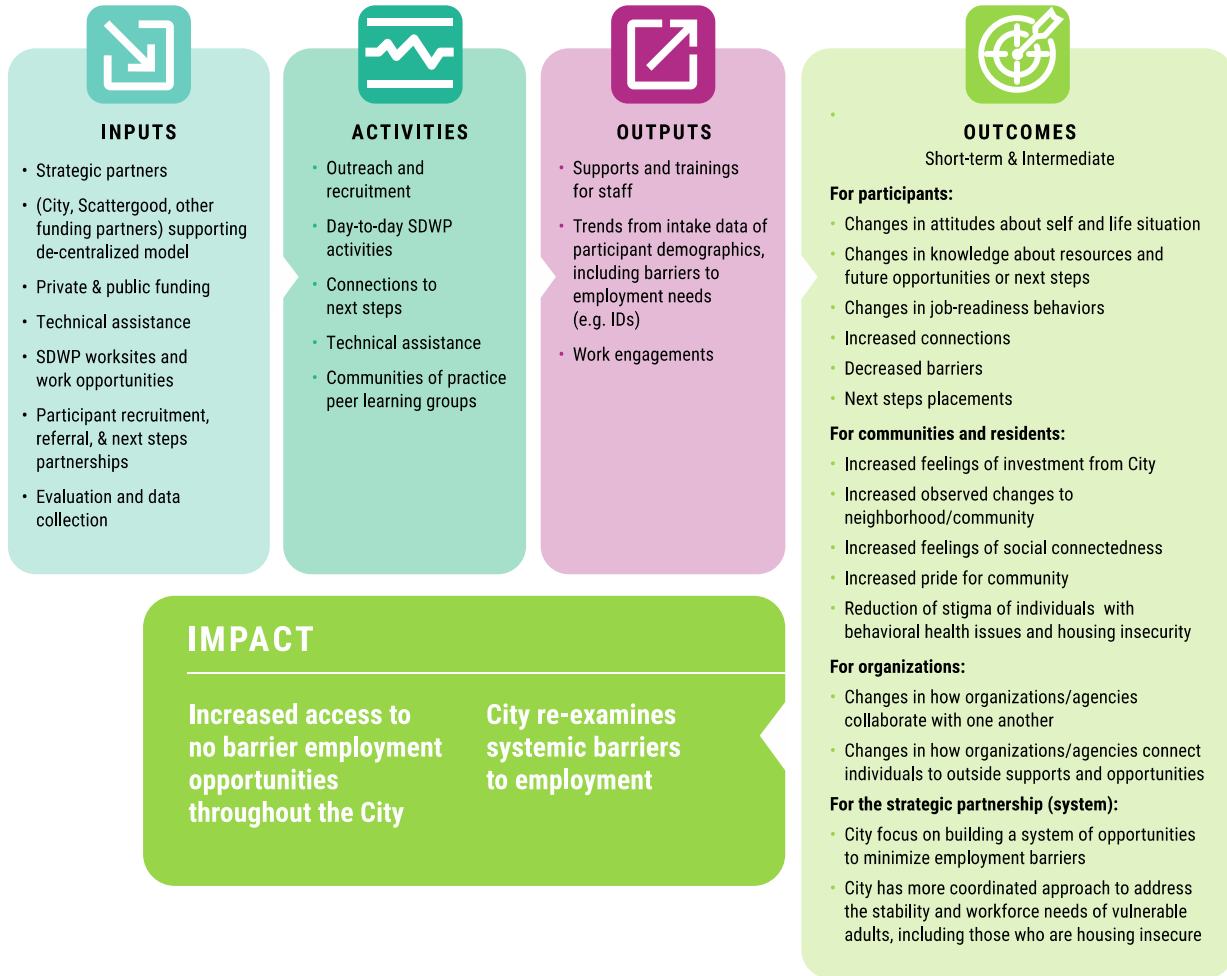 INPUTS
• Strategic partners
• (City, Scattergood, other
funding partners) supporting
de-centralized model
• Private & public funding
• Technical assistance
• SDWP worksites and
work opportunities
• Participant recruitment,
referral, & next steps
partnerships
• Evaluation and data
collection
ACTIVITIES
• Outreach and
recruitment
• Day-to-day SDWP
activities
• Connections to
next steps
• Technical assistance
• Communities of practice
peer learning groups
OUTPUTS
• Supports and trainings
for staff
• Trends from intake data of
participant demographics,
including barriers to
employment needs
(e.g. IDs)
• Work engagements
•
OUTCOMES
Short-term & Intermediate
For participants:
• Changes in attitudes about self and life situation
• Changes in knowledge about resources and
future opportunities or next steps
• Changes in job-readiness behaviors
• Increased connections
• Decreased barriers
• Next steps placements
For communities and residents:
• Increased feelings of investment from City
• Increased observed changes to
neighborhood/community
• Increased feelings of social connectedness
• Increased pride for community
• Reduction of stigma of individuals with
behavioral health issues and housing insecurity
For organizations:
• Changes in how organizations/agencies
collaborate with one another
• Changes in how organizations/agencies connect
individuals to outside supports and opportunities
For the strategic partnership (system):
• City focus on building a system of opportunities
to minimize employment barriers
• City has more coordinated approach to address
the stability and workforce needs of vulnerable
adults, including those who are housing insecure
IMPACT
Increased access to
no barrier employment
opportunities
throughout the City
City re-examines
systemic barriers
to employment